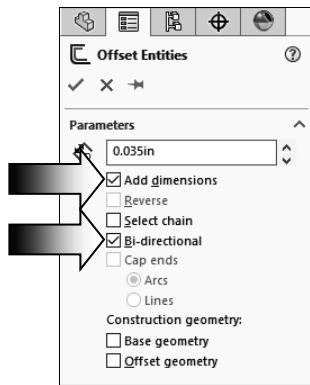 Offset Entities
Parameters
0.035in
Add dimensions
Reverse
Select chain
Bi-directional
Cap ends
Arcs
Lines
Construction geometry:
Base geometry
Offset geometry